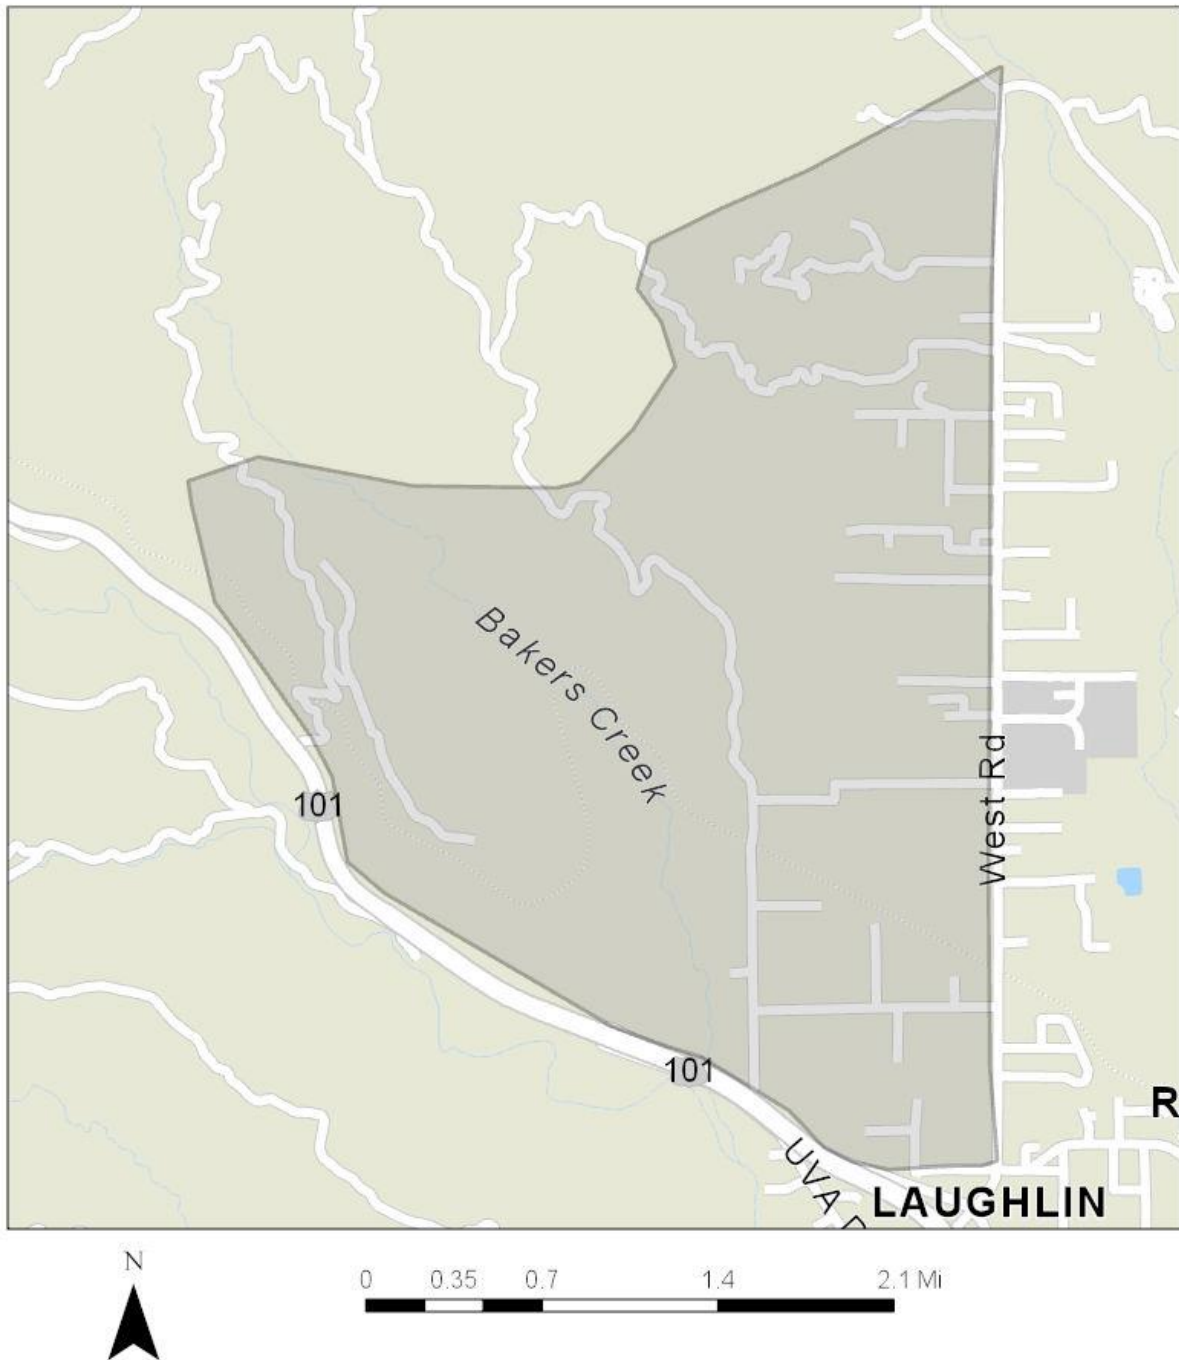 Bakers Creek
West Rd
101
101
R
UVA D
LAUGHLIN
N
0 0.35 0.7 1.4 2.1 Mi